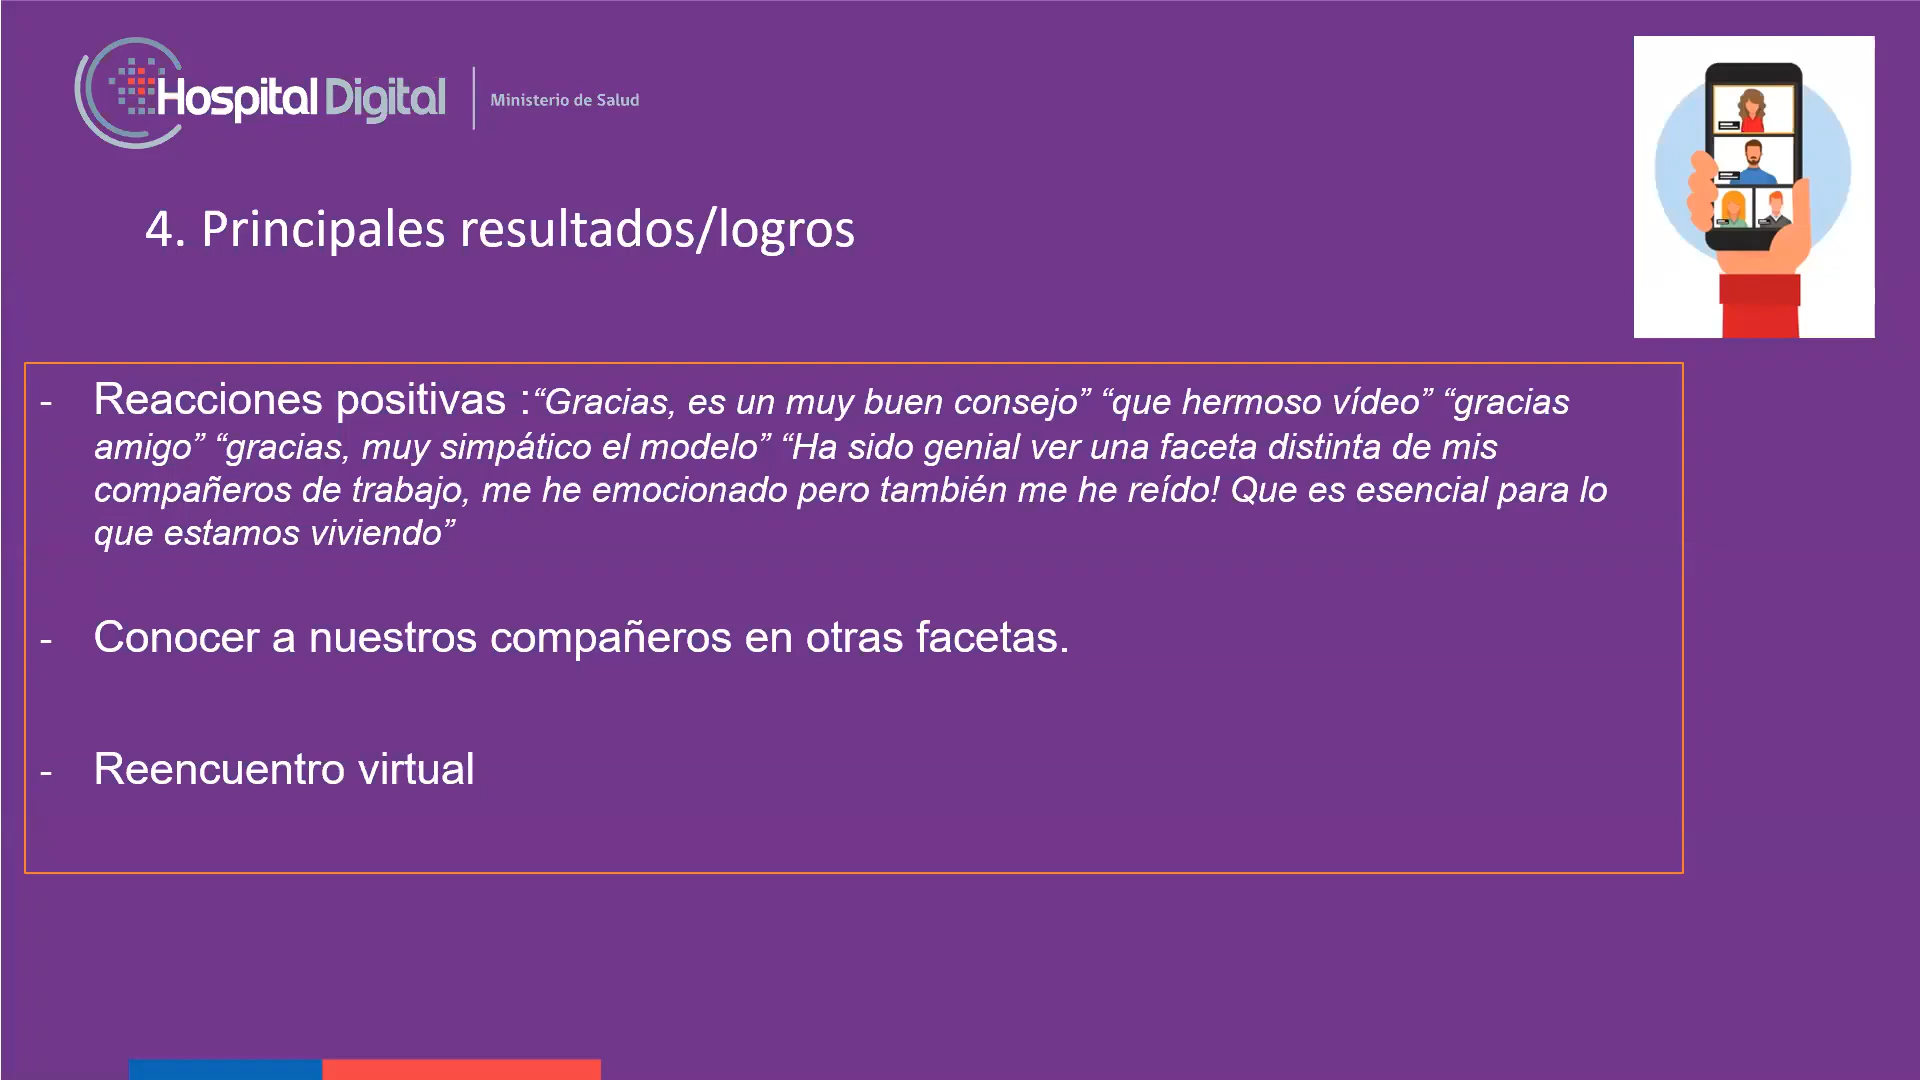 Hospital Digital
Ministerio de Salud
4. Principales resultados/logros
- Reacciones positivas :“Gracias, es un muy buen consejo” “que hermoso vídeo” “gracias
amigo” “gracias, muy simpático el modelo” “Ha sido genial ver una faceta distinta de mis
compañeros de trabajo, me he emocionado pero también me he reído! Que es esencial para lo
que estamos viviendo”
- Conocer a nuestros compañeros en otras facetas.
- Reencuentro virtual